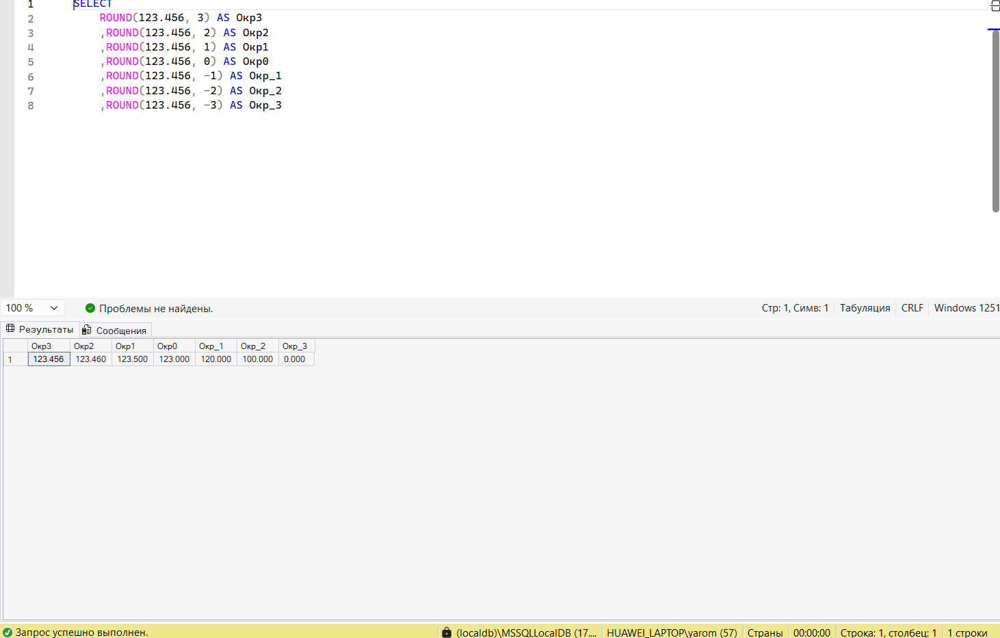 1 SELECT
2 ROUND(123.456, 3) AS Окр3
3 ,ROUND(123.456, 2) AS Окр2
4 ,ROUND(123.456, 1) AS Окр1
5 ,ROUND(123.456, 0) AS Окр0
6 ,ROUND(123.456, -1) AS Окр_1
7 ,ROUND(123.456, -2) AS Окр_2
8 ,ROUND(123.456, -3) AS Окр_3
100 % Проблемы не найдены. Стр: 1, Симв: 1 Табуляция CRLF Windows 1251
Результаты Сообщения
Окр3 Окр2 Окр1 Окр0 Окр_1 Окр_2 Окр_3
1 123.456 123.460 123.500 123.000 120.000 100.000 0.000
Запрос успешно выполнен. (localdb)\MSSQLLocalDB (17.... HUAWEI_LAPTOP\yarom (57) Страны 00:00:00 Строка: 1, столбец: 1 1 строки